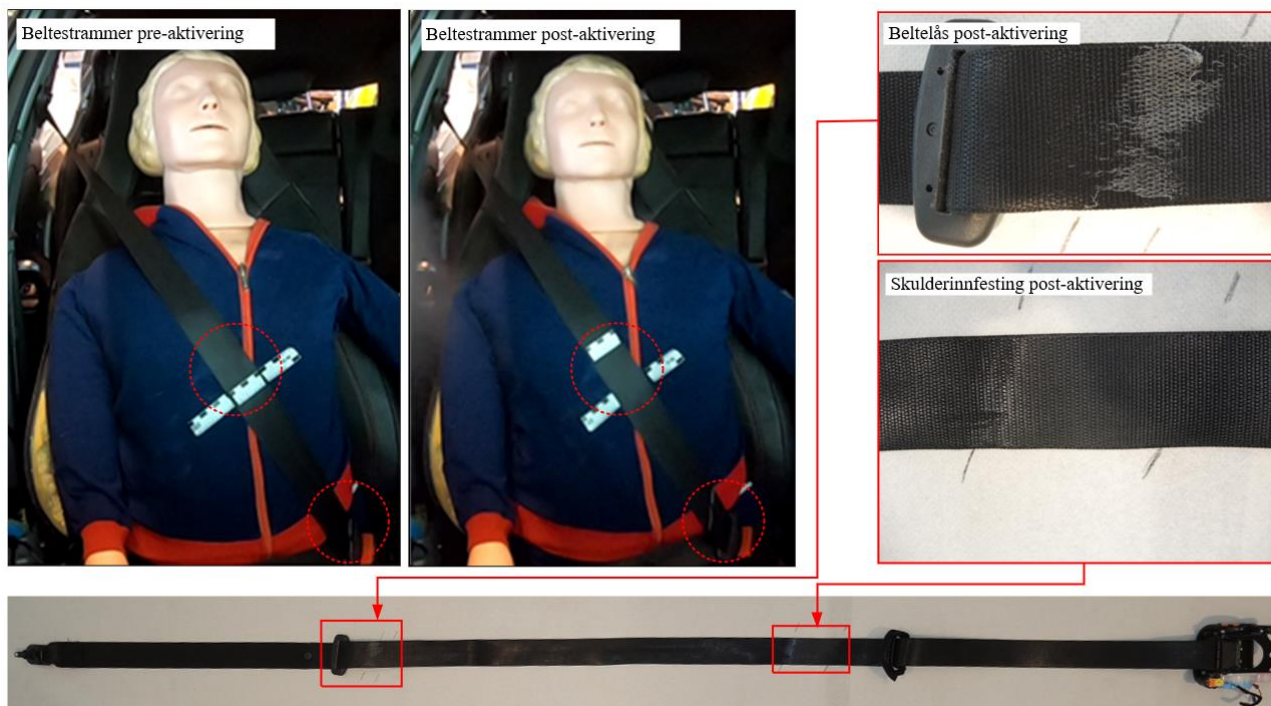 Beltestrammer pre-aktivering
Beltestrammer post-aktivering
Beltelås post-aktivering
Skulderinnfesting post-aktivering